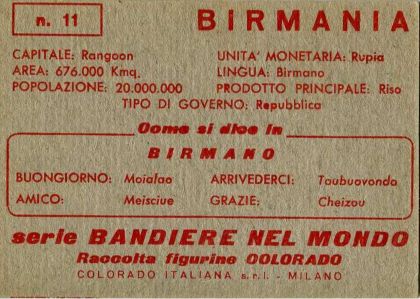 n. 11
BIRMANIA
CAPITALE: Rangoon UNITA' MONETARIA: Rupia
AREA: 676.000 Kmq. LINGUA: Birmano
POPOLAZIONE: 20.000.000 PRODOTTO PRINCIPALE: Riso
TIPO DI GOVERNO: Repubblica
Come si dice in
BIRMANO
BUONGIORNO: Moialao ARRIVEDERCI: Taubuavonda
AMICO: Meisciue GRAZIE: Cheizou
serie BANDIERE NEL MONDO
Raccolta figurine COLORADO
COLORADO ITALIANA s.r.l. - MILANO